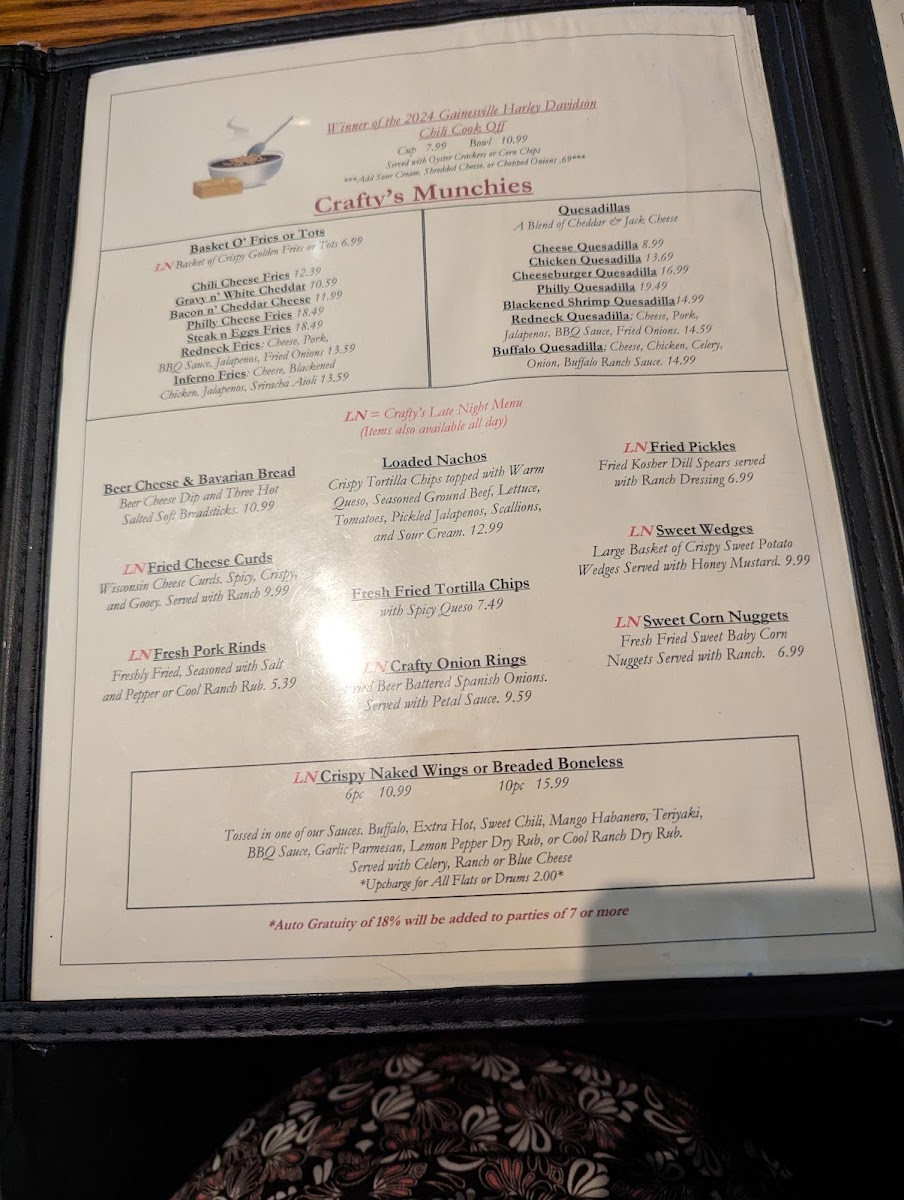 Winner of the 2024 Gainesville Harley Davidson
Chili Cook Off
Cup 7.99 Bowl 10.99
Served with Oyster Crackers or Corn Chips
***Add Sour Cream, Shredded Cheese, or Chopped Onions .69***
Crafty's Munchies
Basket O' Fries or Tots
LN Basket of Crispy Golden Fries or Tots 6.99
Chili Cheese Fries 12.39
Gravy n' White Cheddar 10.59
Bacon n' Cheddar Cheese 11.99
Philly Cheese Fries 18.49
Steak n Eggs Fries 18.49
Redneck Fries: Cheese, Pork,
BBQ Sauce, Jalapenos, Fried Onions 13.59
Inferno Fries: Cheese, Blackened
Chicken, Jalapenos, Sriracha Aioli 13.59
Quesadillas
A Blend of Cheddar & Jack Cheese
Cheese Quesadilla 8.99
Chicken Quesadilla 13.69
Cheeseburger Quesadilla 16.99
Philly Quesadilla 19.49
Blackened Shrimp Quesadilla 14.99
Redneck Quesadilla: Cheese, Pork,
Jalapenos, BBQ Sauce, Fried Onions. 14.59
Buffalo Quesadilla: Cheese, Chicken, Celery,
Onion, Buffalo Ranch Sauce. 14.99
LN = Crafty's Late Night Menu
(Items also available all day)
Beer Cheese & Bavarian Bread
Beer Cheese Dip and Three Hot
Salted Soft Breadsticks. 10.99
LN Fried Cheese Curds
Wisconsin Cheese Curds. Spicy, Crispy,
and Gooey. Served with Ranch 9.99
LN Fresh Pork Rinds
Freshly Fried, Seasoned with Salt
and Pepper or Cool Ranch Rub. 5.39
Loaded Nachos
Crispy Tortilla Chips topped with Warm
Queso, Seasoned Ground Beef, Lettuce,
Tomatoes, Pickled Jalapenos, Scallions,
and Sour Cream. 12.99
Fresh Fried Tortilla Chips
with Spicy Queso 7.49
LN Crafty Onion Rings
Fried Beer Battered Spanish Onions.
Served with Petal Sauce. 9.59
LN Fried Pickles
Fried Kosher Dill Spears served
with Ranch Dressing 6.99
LN Sweet Wedges
Large Basket of Crispy Sweet Potato
Wedges Served with Honey Mustard. 9.99
LN Sweet Corn Nuggets
Fresh Fried Sweet Baby Corn
Nuggets Served with Ranch. 6.99
LN Crispy Naked Wings or Breaded Boneless
6pc 10.99 10pc 15.99
Tossed in one of our Sauces. Buffalo, Extra Hot, Sweet Chili, Mango Habanero, Teriyaki,
BBQ Sauce, Garlic Parmesan, Lemon Pepper Dry Rub, or Cool Ranch Dry Rub.
Served with Celery, Ranch or Blue Cheese
*Upcharge for All Flats or Drums 2.00*
*Auto Gratuity of 18% will be added to parties of 7 or more